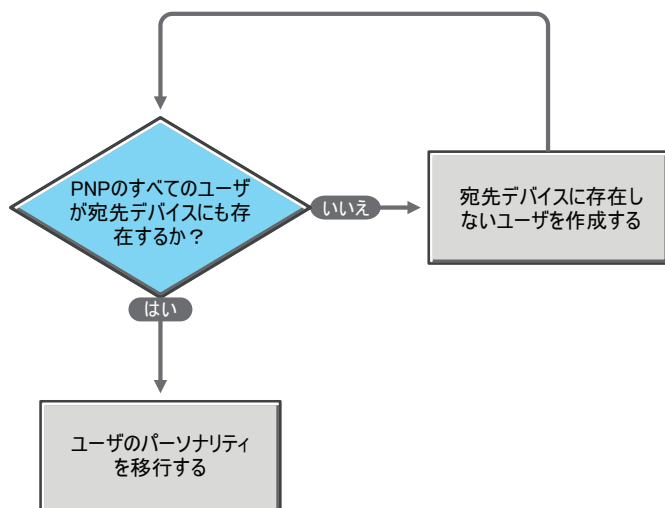 PNPのすべてのユーザ
が宛先デバイスにも存
在するか？
いいえ
宛先デバイスに存在し
ないユーザを作成する
はい
ユーザのパーソナリティ
を移行する